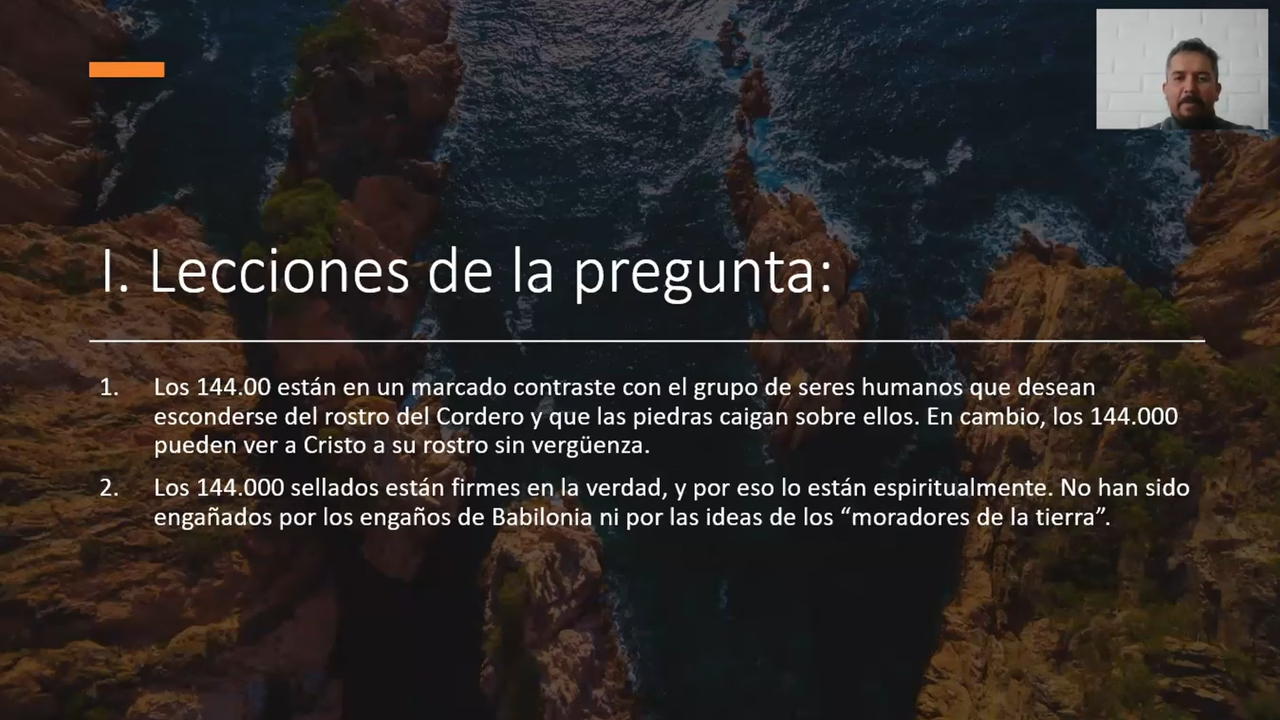 I. Lecciones de la pregunta:
1. Los 144.00 están en un marcado contraste con el grupo de seres humanos que desean
esconderse del rostro del Cordero y que las piedras caigan sobre ellos. En cambio, los 144.000
pueden ver a Cristo a su rostro sin vergüenza.
2. Los 144.000 sellados están firmes en la verdad, y por eso lo están espiritualmente. No han sido
engañados por los engaños de Babilonia ni por las ideas de los “moradores de la tierra”.